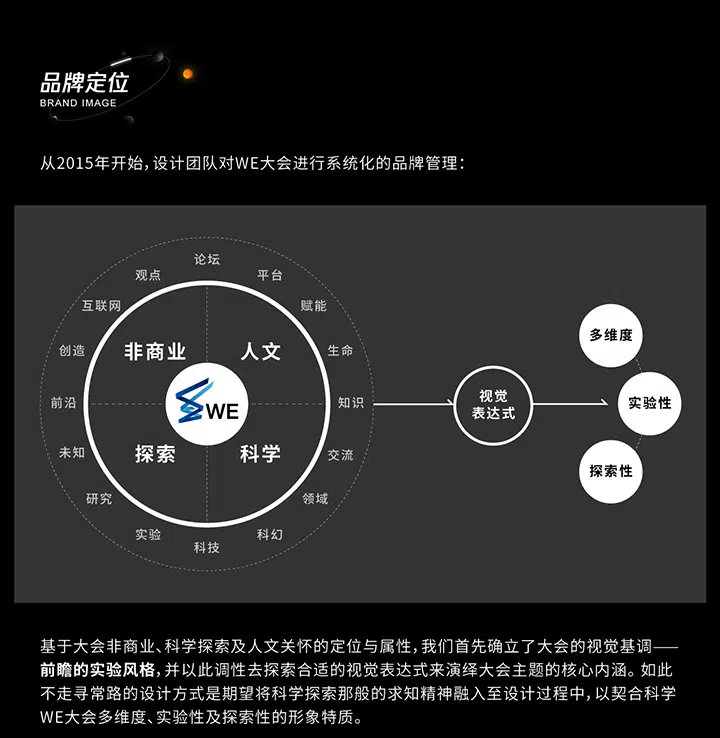 品牌定位
BRAND IMAGE
从2015年开始，设计团队对WE大会进行系统化的品牌管理：
论坛
观点
平台
互联网
赋能
创造
非商业
人文
生命
多维度
前沿
WE
知识
视觉
表达式
实验性
未知
探索
科学
交流
探索性
研究
领域
实验
科幻
科技
基于大会非商业、科学探索及人文关怀的定位与属性，我们首先确立了大会的视觉基调——
前瞻的实验风格，并以此调性去探索合适的视觉表达式来演绎大会主题的核心内涵。如此
不走寻常路的设计方式是期望将科学探索那般的求知精神融入至设计过程中，以契合科学
WE大会多维度、实验性及探索性的形象特质。